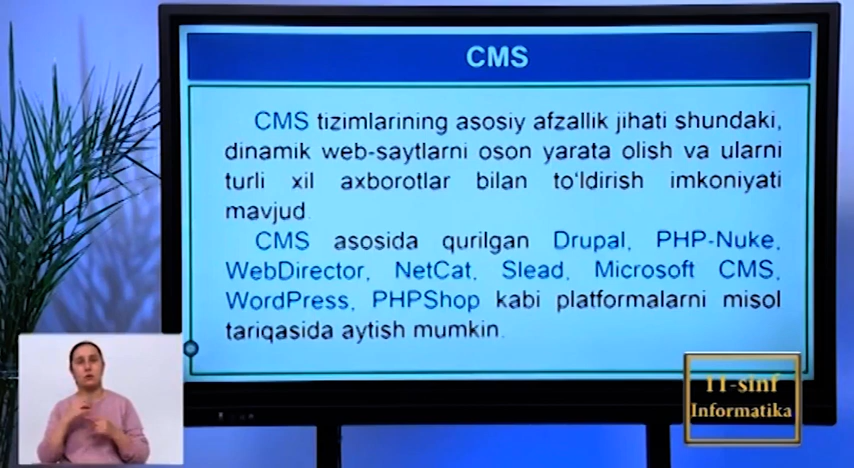 CMS
CMS tizimlarining asosiy afzallik jihati shundaki,
dinamik web-saytlarni oson yarata olish va ularni
turli xil axborotlar bilan to‘ldirish imkoniyati
mavjud.
CMS asosida qurilgan Drupal, PHP-Nuke,
WebDirector, NetCat, Slead, Microsoft CMS,
WordPress, PHPShop kabi platformalarni misol
tariqasida aytish mumkin.
11-sinf
Informatika